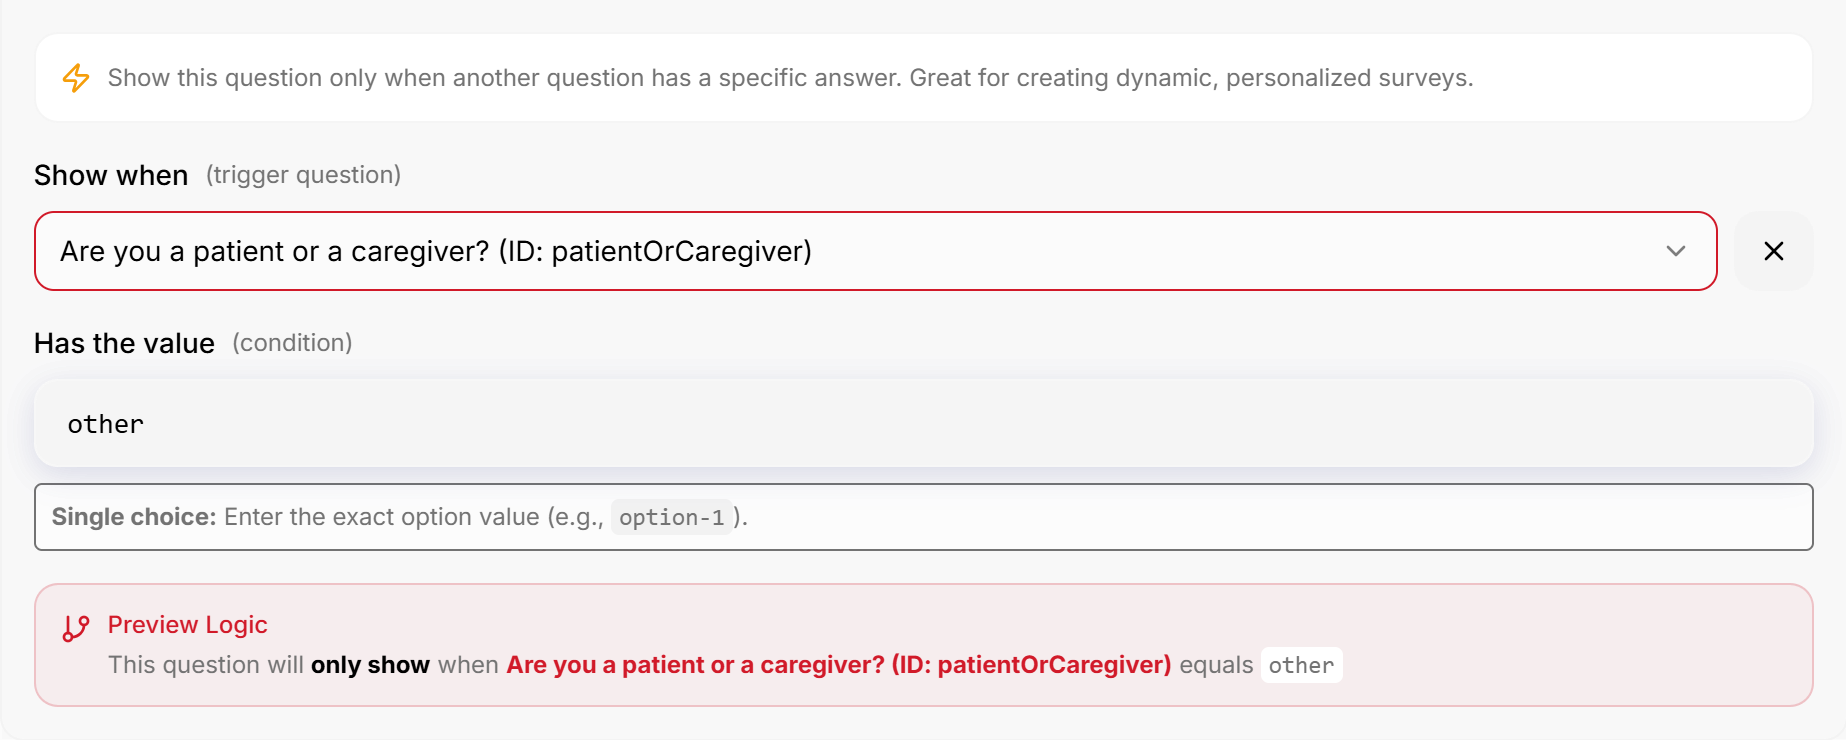 Show this question only when another question has a specific answer. Great for creating dynamic, personalized surveys.
Show when (trigger question)
Are you a patient or a caregiver? (ID: patientOrCaregiver)
Has the value (condition)
other
Single choice: Enter the exact option value (e.g., option-1).
Preview Logic
This question will only show when Are you a patient or a caregiver? (ID: patientOrCaregiver) equals other